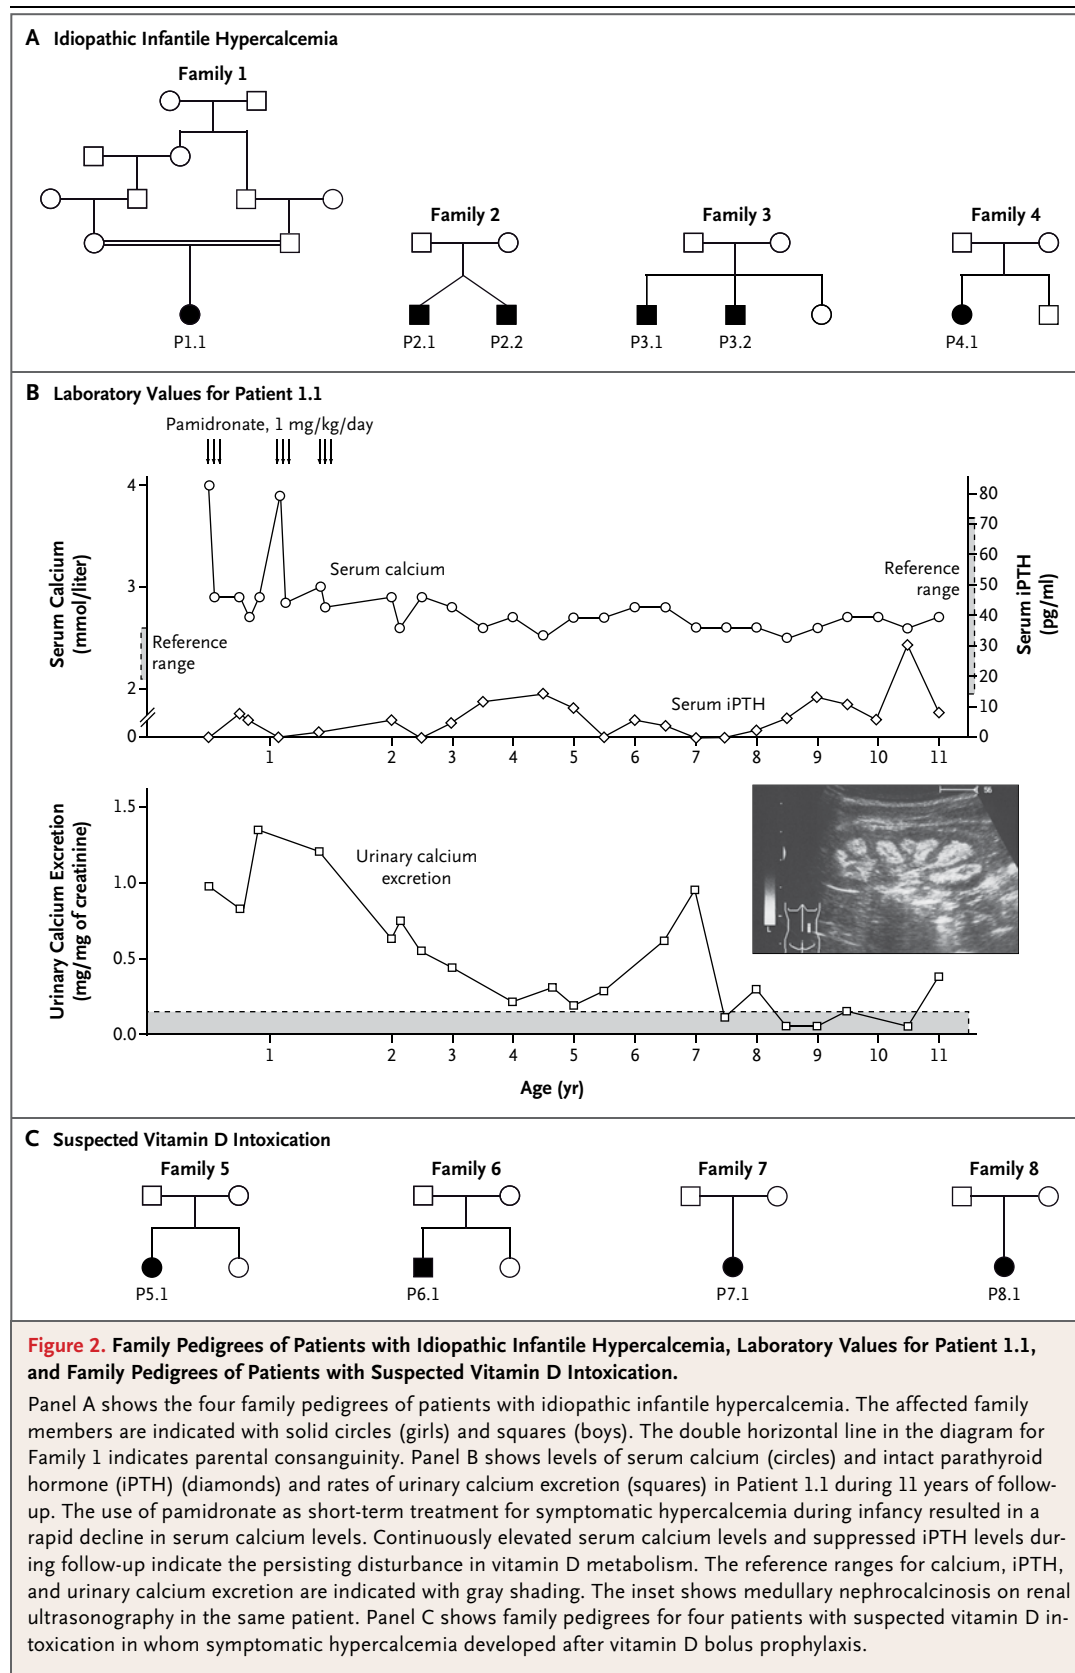 A Idiopathic Infantile Hypercalcemia
Family 1
Family 2
Family 3
Family 4
P1.1
P2.1
P2.2
P3.1
P3.2
P4.1
B Laboratory Values for Patient 1.1
Pamidronate, 1 mg/kg/day
Serum Calcium
(mmol/liter)
4
3
2
0
Reference
range
Serum calcium
Serum iPTH
Reference
range
80
70
60
50
40
30
20
10
0
Serum iPTH
(pg/ml)
1 2 3 4 5 6 7 8 9 10 11
Urinary Calcium Excretion
(mg/mg of creatinine)
1.5
1.0
0.5
0.0
Urinary calcium
excretion
1 2 3 4 5 6 7 8 9 10 11
Age (yr)
C Suspected Vitamin D Intoxication
Family 5
Family 6
Family 7
Family 8
P5.1
P6.1
P7.1
P8.1
Figure 2. Family Pedigrees of Patients with Idiopathic Infantile Hypercalcemia, Laboratory Values for Patient 1.1,
and Family Pedigrees of Patients with Suspected Vitamin D Intoxication.
Panel A shows the four family pedigrees of patients with idiopathic infantile hypercalcemia. The affected family
members are indicated with solid circles (girls) and squares (boys). The double horizontal line in the diagram for
Family 1 indicates parental consanguinity. Panel B shows levels of serum calcium (circles) and intact parathyroid
hormone (iPTH) (diamonds) and rates of urinary calcium excretion (squares) in Patient 1.1 during 11 years of follow-
up. The use of pamidronate as short-term treatment for symptomatic hypercalcemia during infancy resulted in a
rapid decline in serum calcium levels. Continuously elevated serum calcium levels and suppressed iPTH levels dur-
ing follow-up indicate the persisting disturbance in vitamin D metabolism. The reference ranges for calcium, iPTH,
and urinary calcium excretion are indicated with gray shading. The inset shows medullary nephrocalcinosis on renal
ultrasonography in the same patient. Panel C shows family pedigrees for four patients with suspected vitamin D in-
toxication in whom symptomatic hypercalcemia developed after vitamin D bolus prophylaxis.